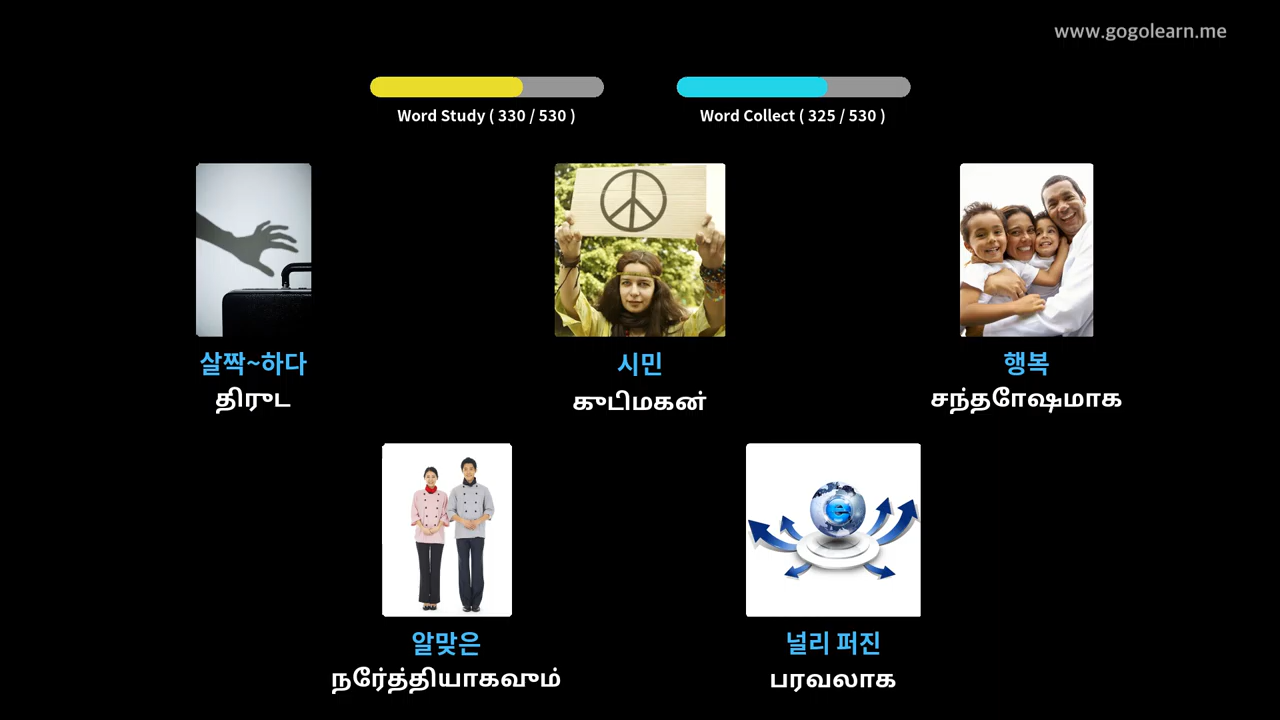 www.gogolearn.me
Word Study ( 330 / 530 )
Word Collect ( 325 / 530 )
살짝~하다
திருட
시민
குபிமகன்
행복
சந்தோஷமாக
알맞은
நேர்த்தியாகவும்
널리 퍼진
பரவலாக